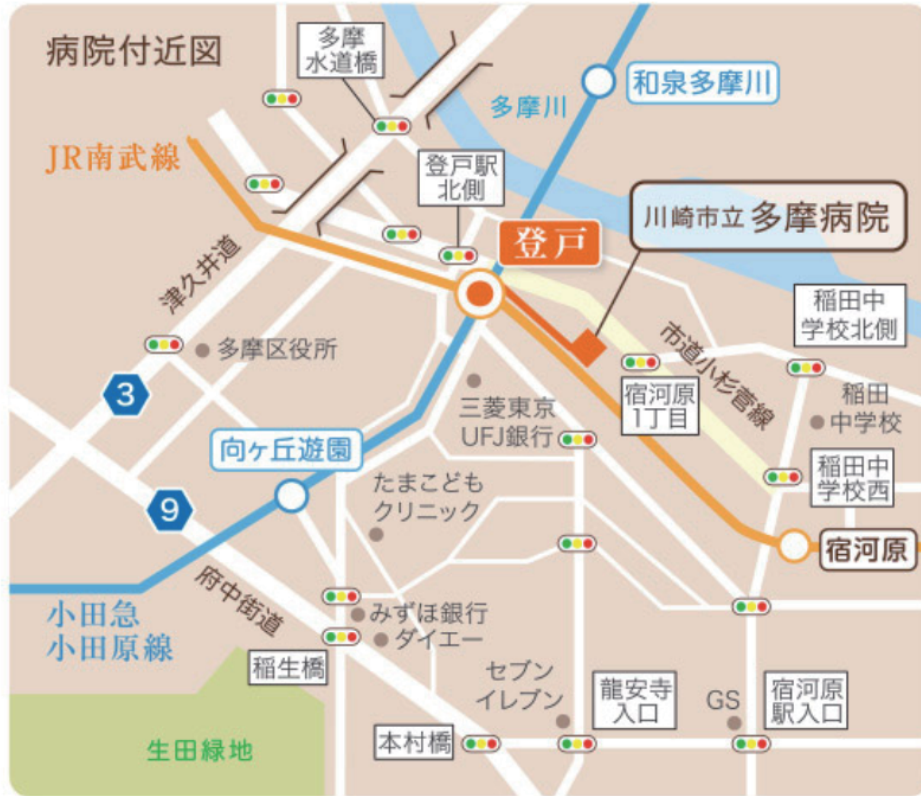 病院付近図
多摩
水道橋
和泉多摩川
多摩川
JR南武線
登戸駅
北側
川崎市立 多摩病院
登戸
津久井道
稲田中
学校北側
市道小杉菅線
多摩区役所
3
宿河原
1丁目
稲田
中学校
三菱東京
UFJ銀行
向ヶ丘遊園
稲田中
学校西
たまこども
クリニック
9
宿河原
府中街道
小田急
小田原線
みずほ銀行
ダイエー
稲生橋
セブン
イレブン
龍安寺
入口
GS
宿河原
駅入口
本村橋
生田緑地